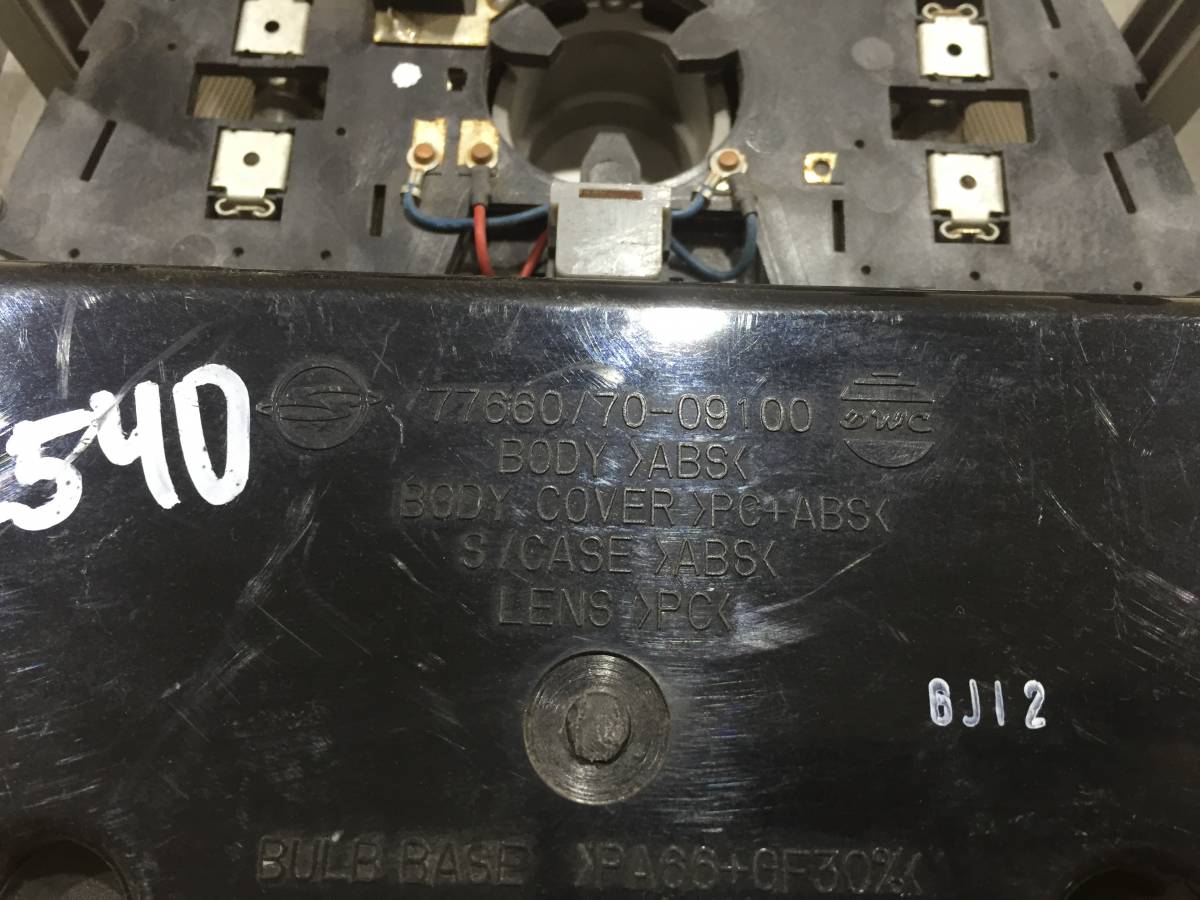 540
77660/70-09100
DWC
BODY >ABS<
BODY COVER >PC+ABS<
S/CASE >ABS<
LENS >PC<
BJ12
BULB BASE >PA66+GF30%<